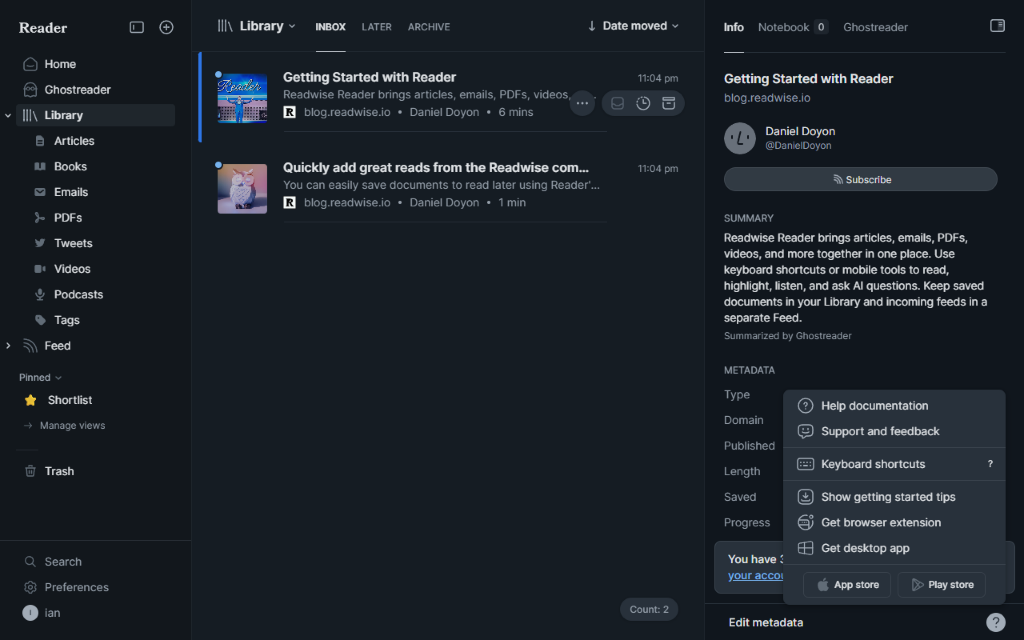 Reader
Home
Ghostreader
Library
Articles
Books
Emails
PDFs
Tweets
Videos
Podcasts
Tags
Feed
Pinned
Shortlist
Manage views
Trash
Search
Preferences
I ian
Library INBOX LATER ARCHIVE Date moved
Getting Started with Reader 11:04 pm
Readwise Reader brings articles, emails, PDFs, videos, ...
R blog.readwise.io • Daniel Doyon • 6 mins
Reader
Quickly add great reads from the Readwise com... 11:04 pm
You can easily save documents to read later using Reader'...
R blog.readwise.io • Daniel Doyon • 1 min
Count: 2
Info Notebook 0 Ghostreader
Getting Started with Reader
blog.readwise.io
Daniel Doyon
@DanielDoyon
Subscribe
SUMMARY
Readwise Reader brings articles, emails, PDFs,
videos, and more together in one place. Use
keyboard shortcuts or mobile tools to read,
highlight, listen, and ask AI questions. Keep saved
documents in your Library and incoming feeds in a
separate Feed.
Summarized by Ghostreader
METADATA
Type
Domain
Published
Length
Saved
Progress
You have
your
Help documentation
Support and feedback
Keyboard shortcuts ?
Show getting started tips
Get browser extension
Get desktop app
App store Play store
Edit metadata ?